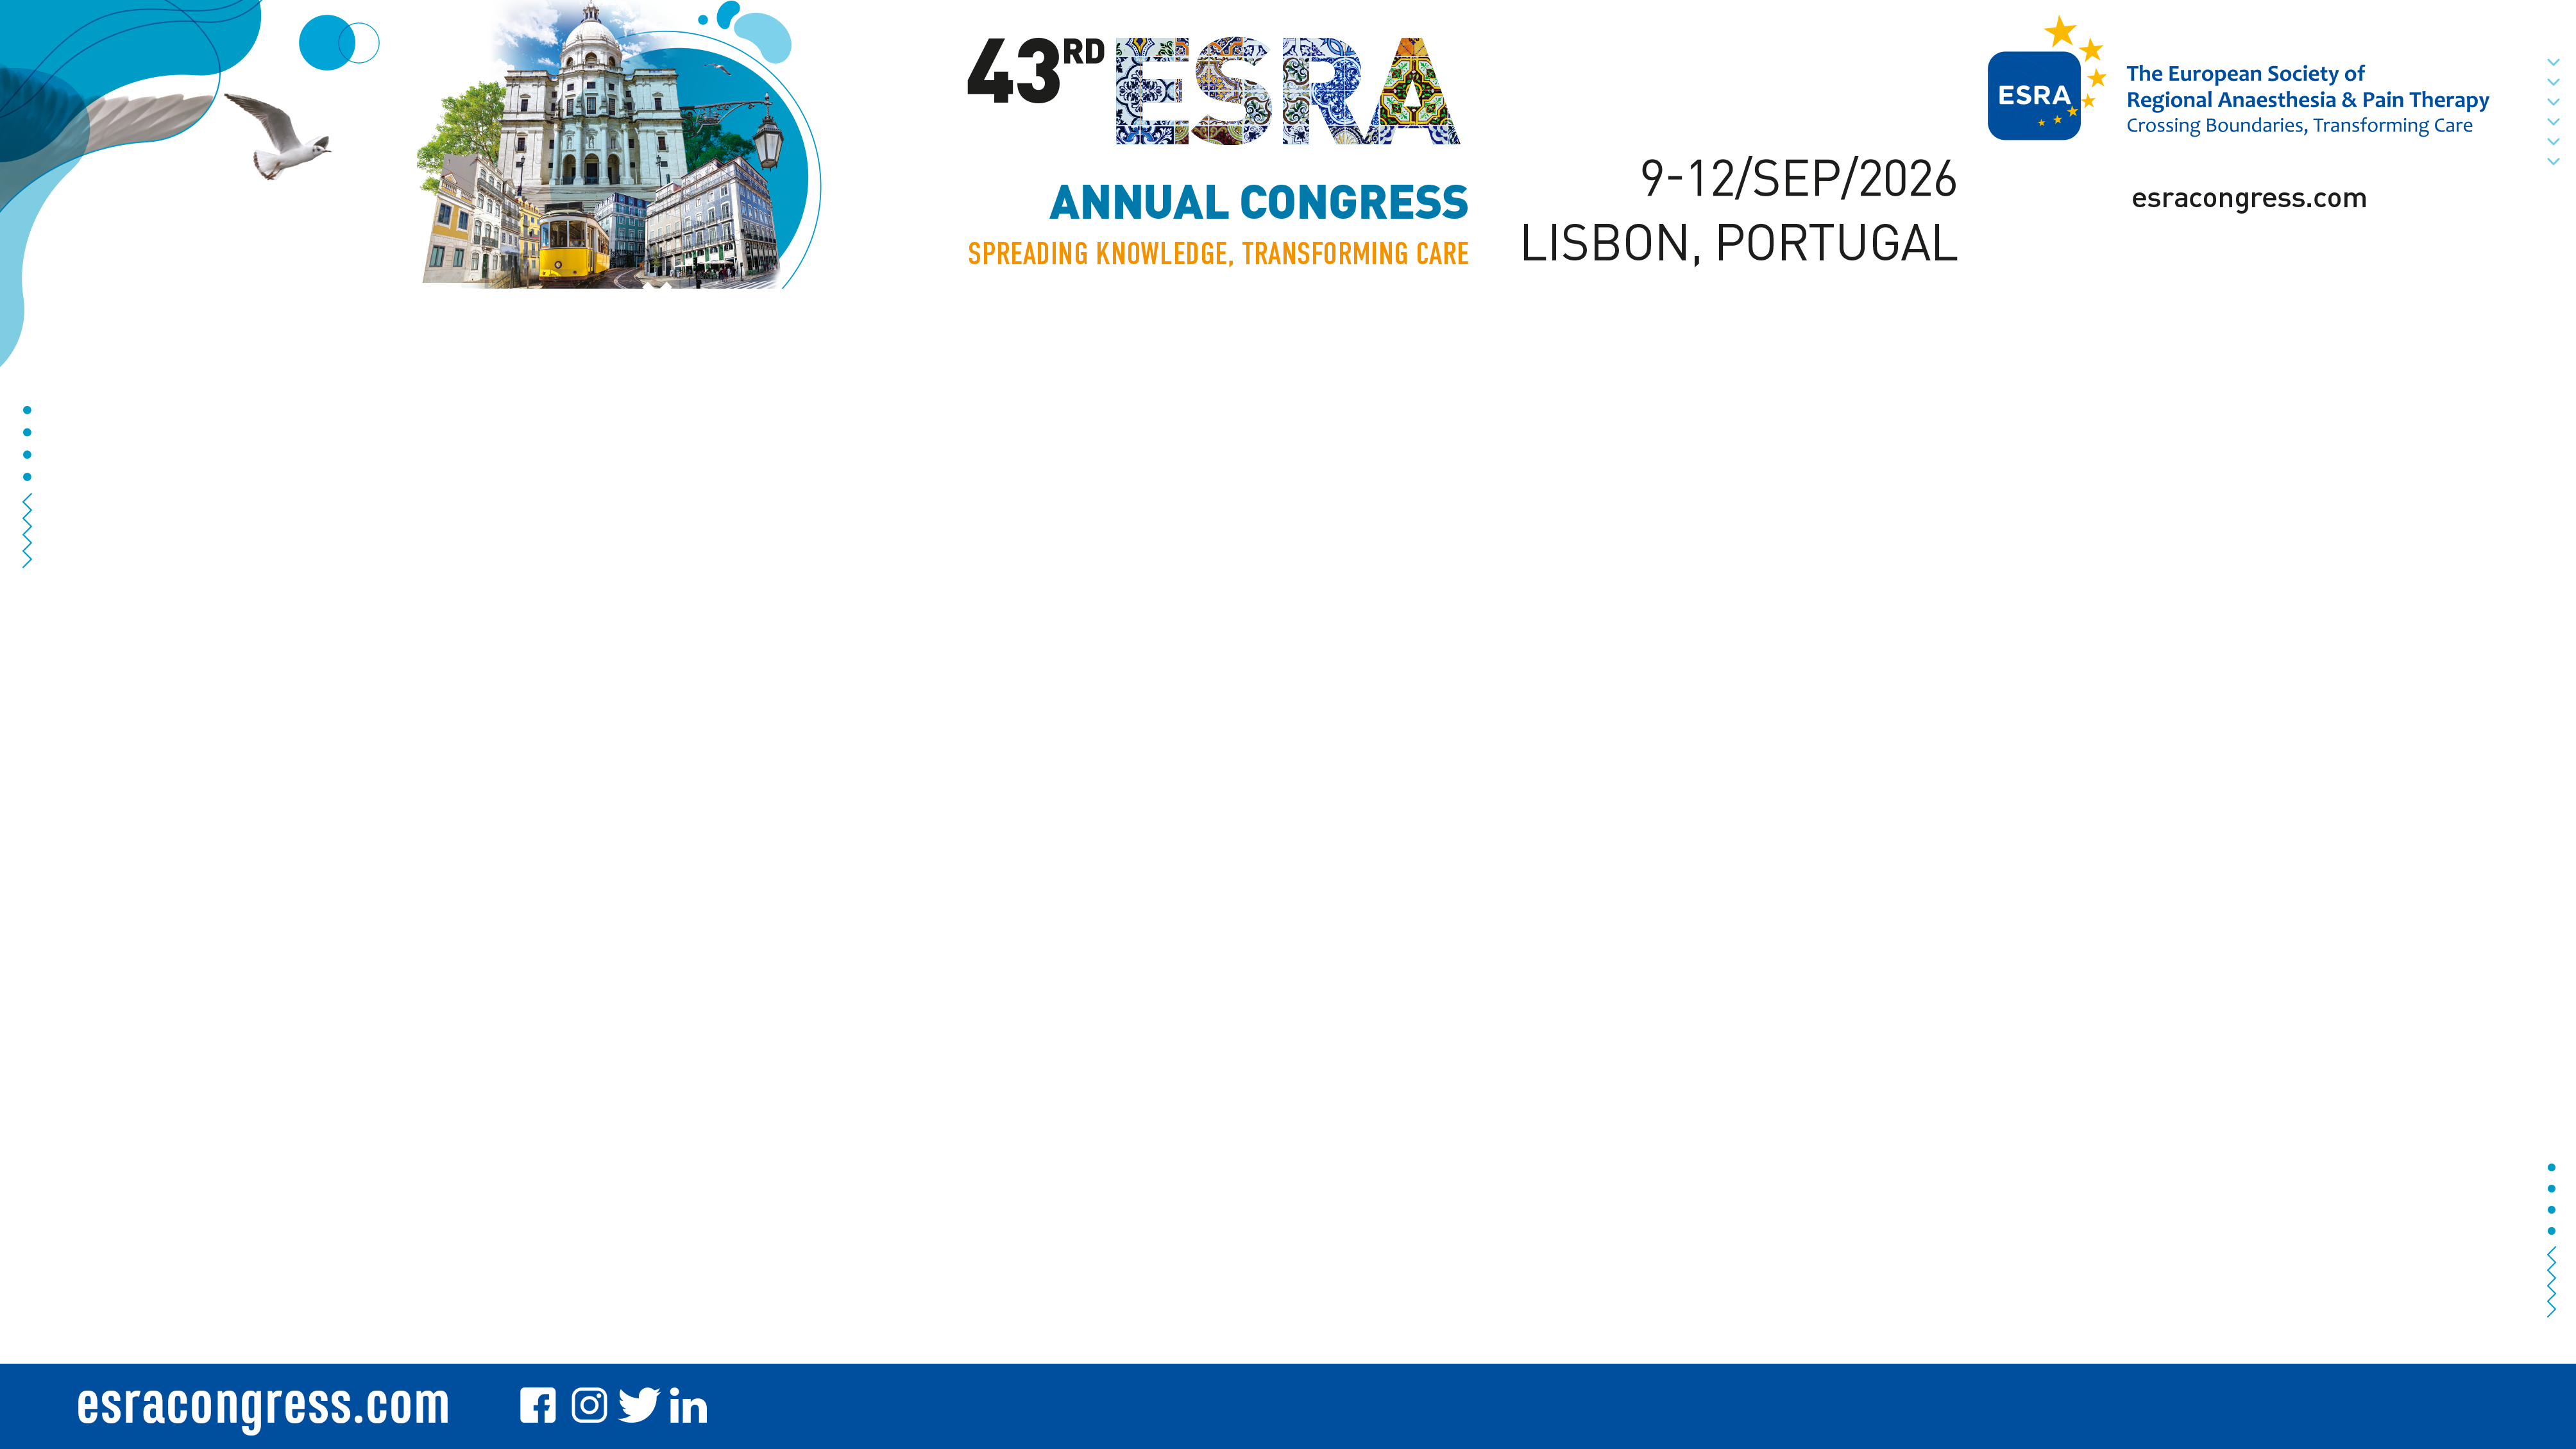 43RD ESRA
ANNUAL CONGRESS
SPREADING KNOWLEDGE, TRANSFORMING CARE
9-12/SEP/2026
LISBON, PORTUGAL
ESRA
The European Society of
Regional Anaesthesia & Pain Therapy
Crossing Boundaries, Transforming Care
esracongress.com
esracongress.com